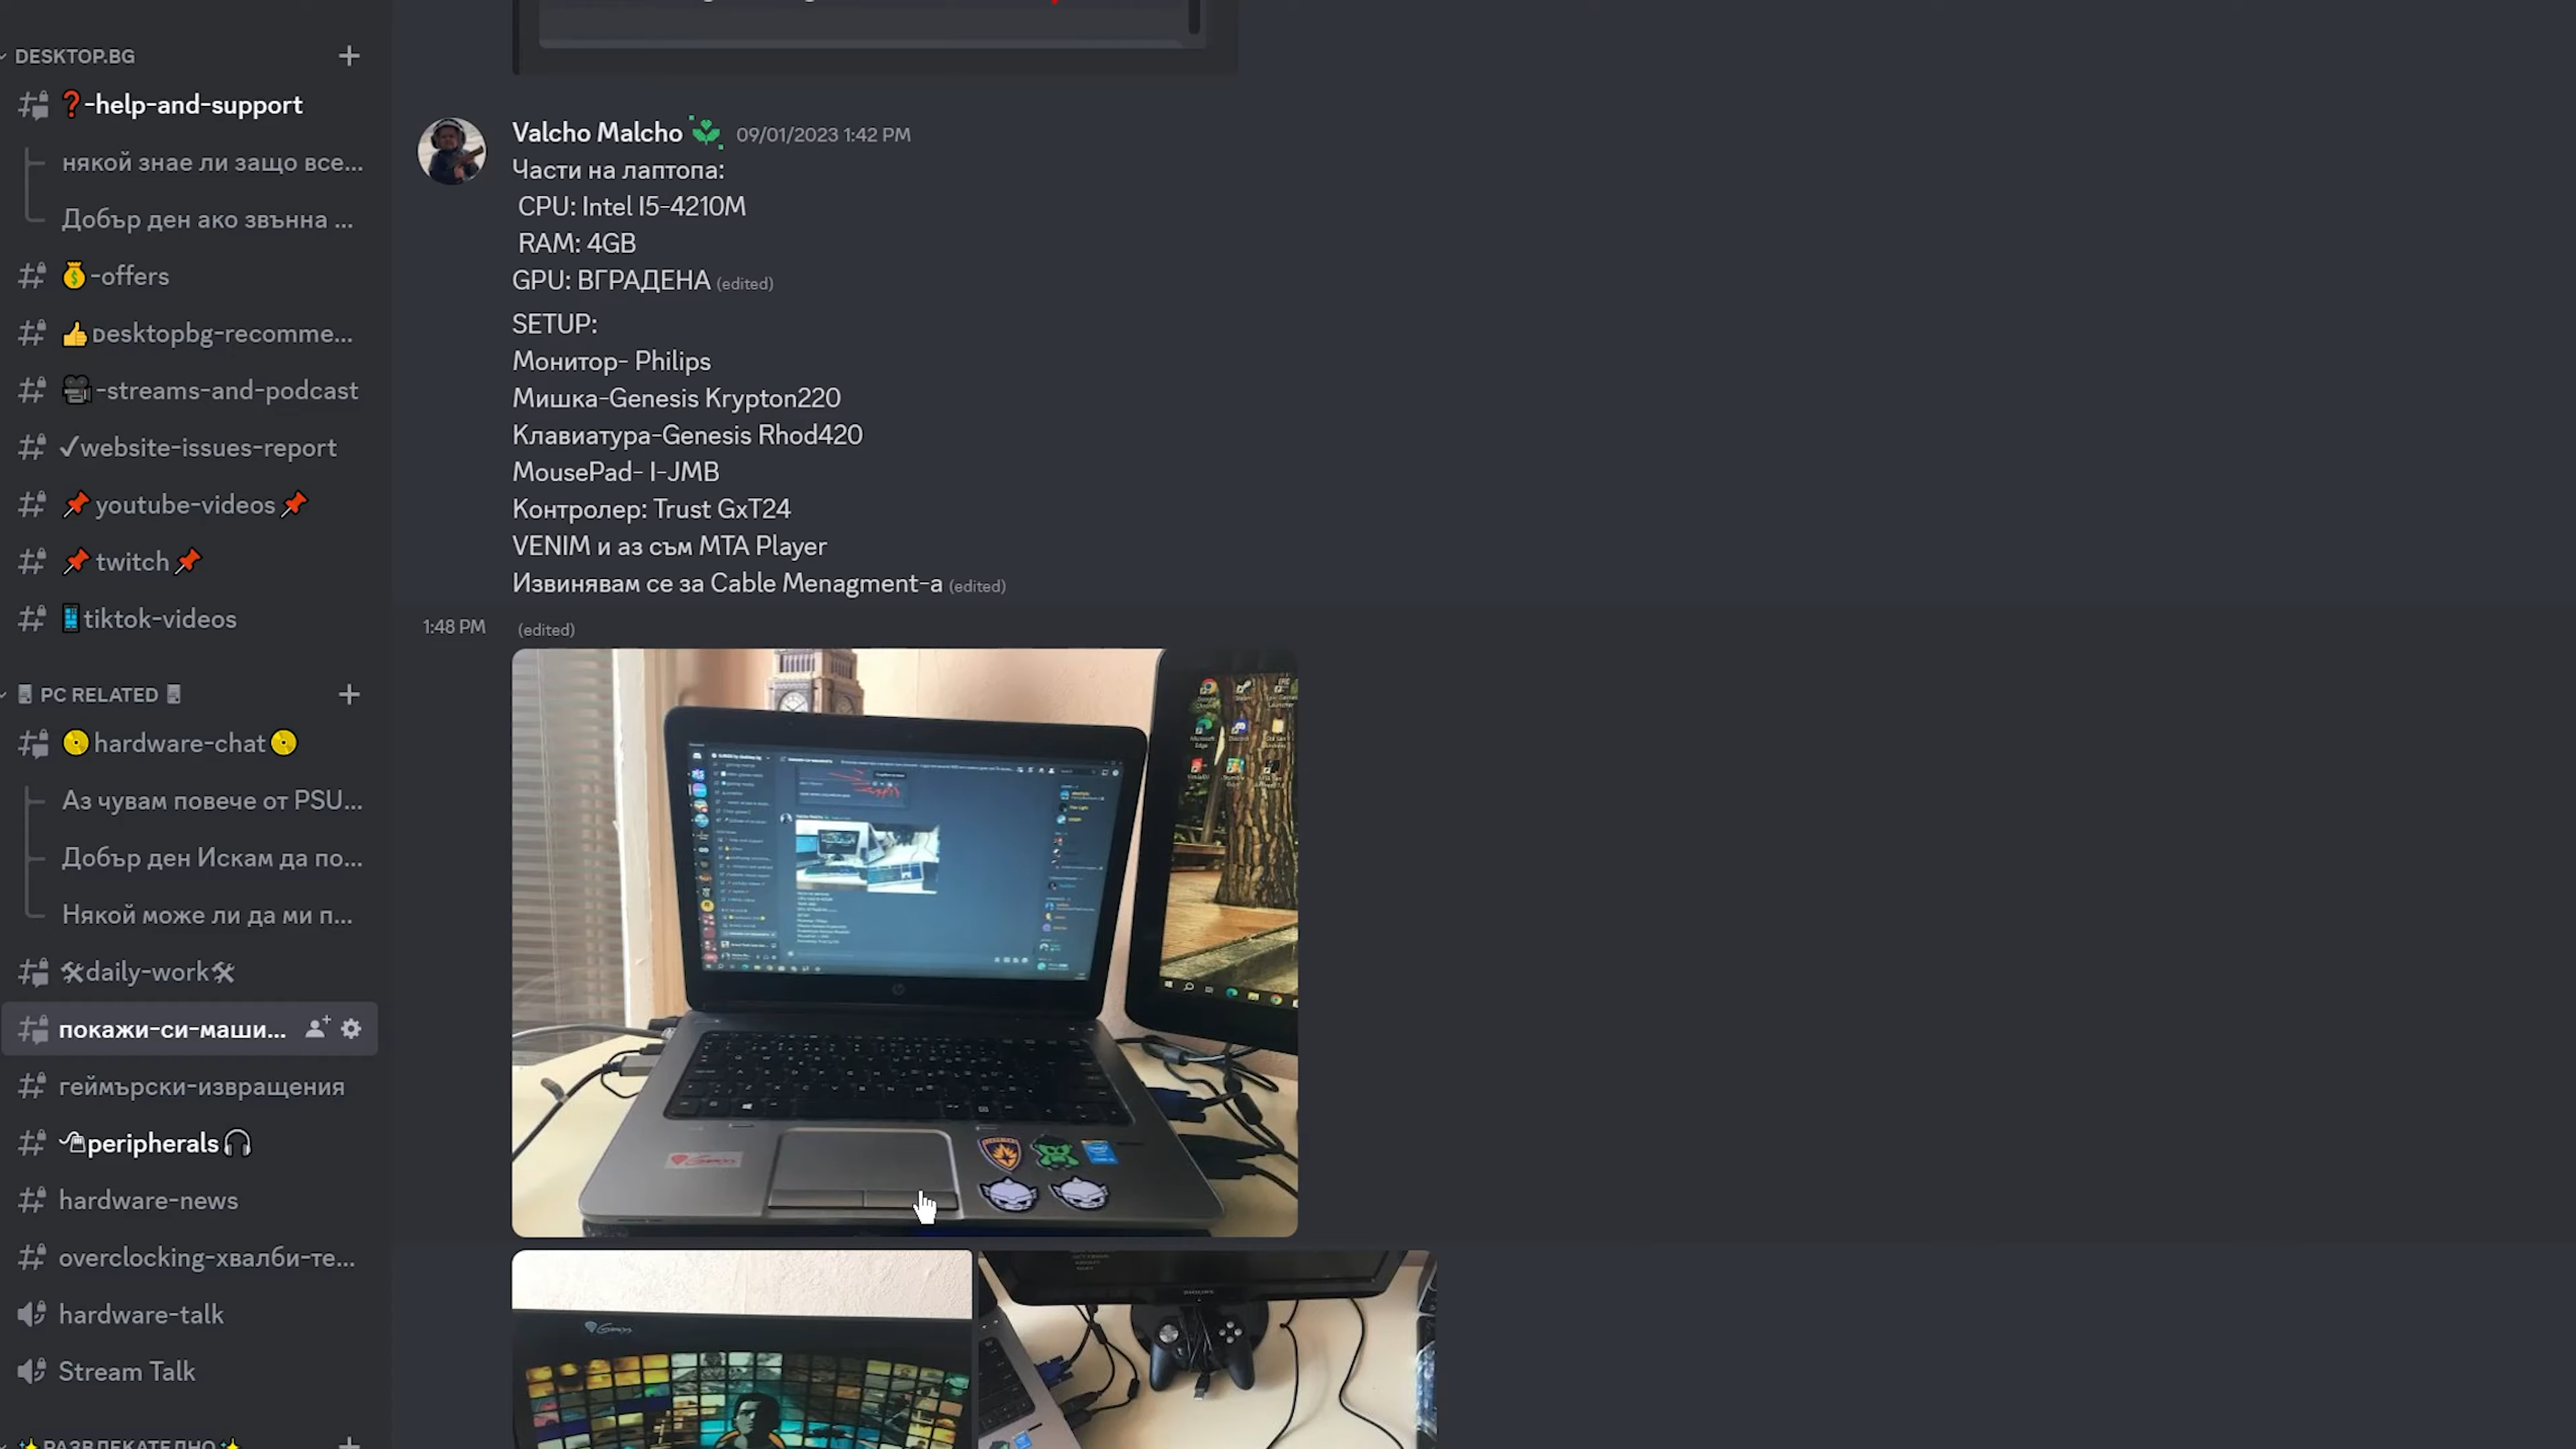 DESKTOP.BG
-help-and-support
някой знае ли защо все...
Добър ден ако звънна ...
-offers
Desktopbg-recomme...
-streams-and-podcast
website-issues-report
youtube-videos
twitch
tiktok-videos
PC RELATED
hardware-chat
Аз чувам повече от PSU...
Добър ден Искам да по...
Някой може ли да ми п...
daily-work
покажи-си-маши...
геймърски-извращения
peripherals
hardware-news
overclocking-хвалби-те...
hardware-talk
Stream Talk
РАЗВЛЕКАТЕЛНО
Valcho Malcho 09/01/2023 1:42 PM
Части на лаптопа:
CPU: Intel I5-4210M
RAM: 4GB
GPU: ВГРАДЕНА (edited)
SETUP:
Монитор- Philips
Мишка-Genesis Krypton220
Клавиатура-Genesis Rhod420
MousePad- I-JMB
Контролер: Trust GxT24
VENIM и аз съм MTA Player
Извинявам се за Cable Menagment-а (edited)
1:48 PM (edited)
hp
Genesis
Genesis
PHILIPS